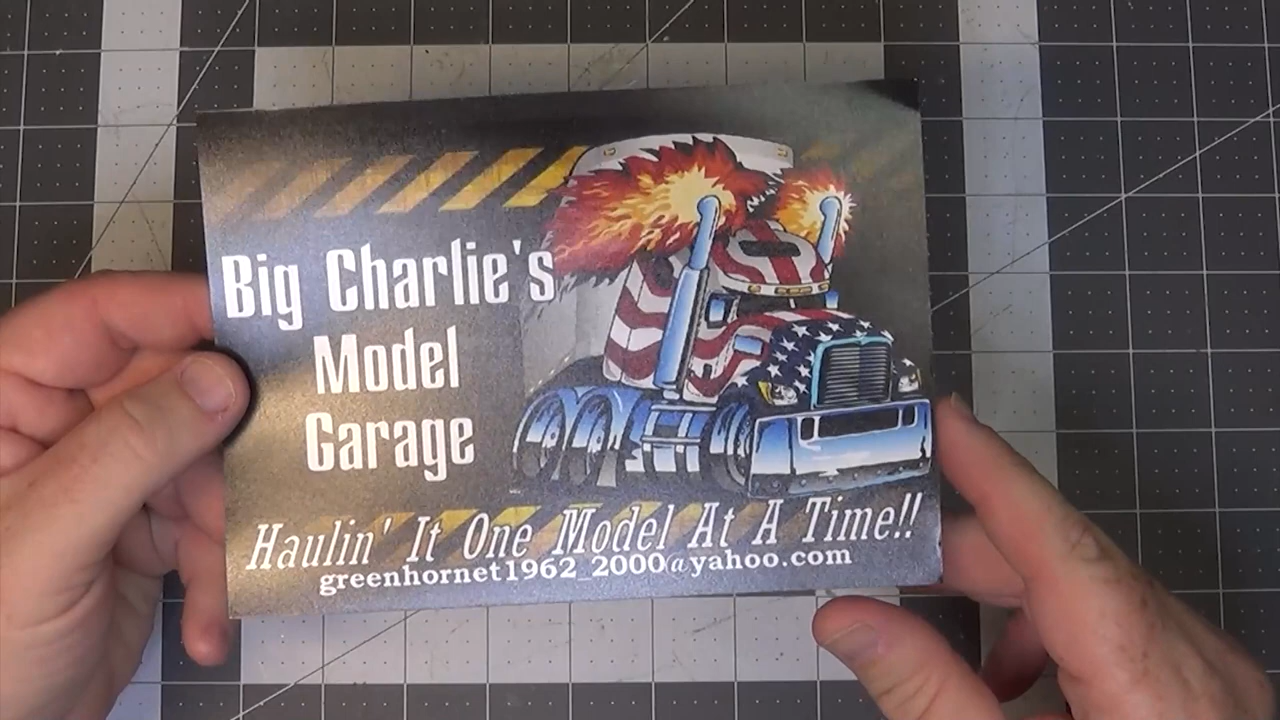 Big Charlie's
Model
Garage
Haulin' It One Model At A Time!!
greenhornet1962_2000@yahoo.com